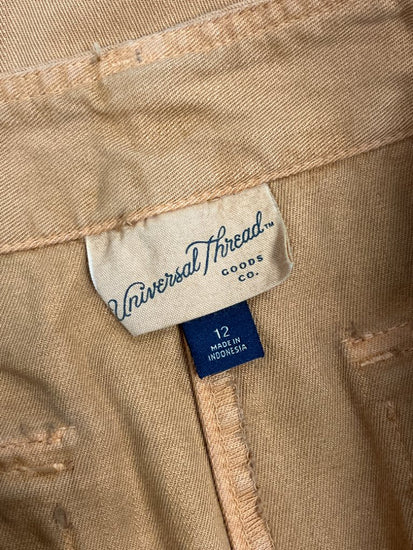 Universal Thread™
GOODS
CO.
12
MADE IN
INDONESIA